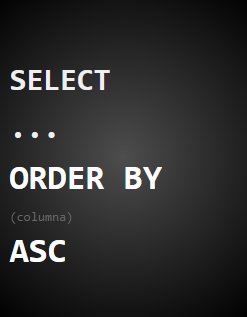 SELECT
...
ORDER BY
(columna)
ASC